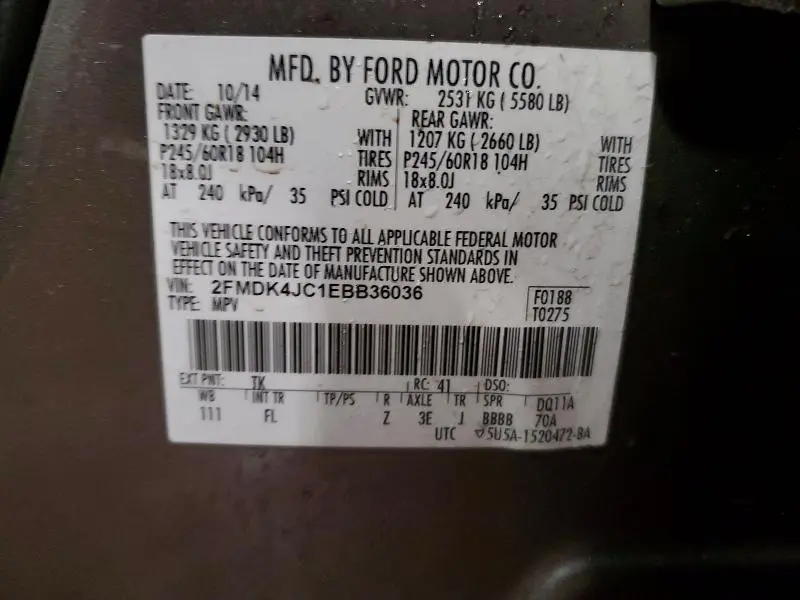 MFD. BY FORD MOTOR CO.
DATE: 10/14 GVWR: 2531 KG ( 5580 LB)
FRONT GAWR: REAR GAWR:
1329 KG ( 2930 LB) WITH 1207 KG ( 2660 LB) WITH
P245/60R18 104H TIRES P245/60R18 104H TIRES
18x8.0J RIMS 18x8.0J RIMS
AT 240 kPa/ 35 PSI COLD AT 240 kPa/ 35 PSI COLD
THIS VEHICLE CONFORMS TO ALL APPLICABLE FEDERAL MOTOR
VEHICLE SAFETY AND THEFT PREVENTION STANDARDS IN
EFFECT ON THE DATE OF MANUFACTURE SHOWN ABOVE.
VIN: 2FMDK4JC1EBB36036 F0188
TYPE: MPV T0275
EXT PNT: TK RC: 41 DSO:
WB INT TR TP/PS R AXLE TR SPR DQ11A
111 FL Z 3E J BBBB 70A
UTC ▽5U5A-1520472-BA